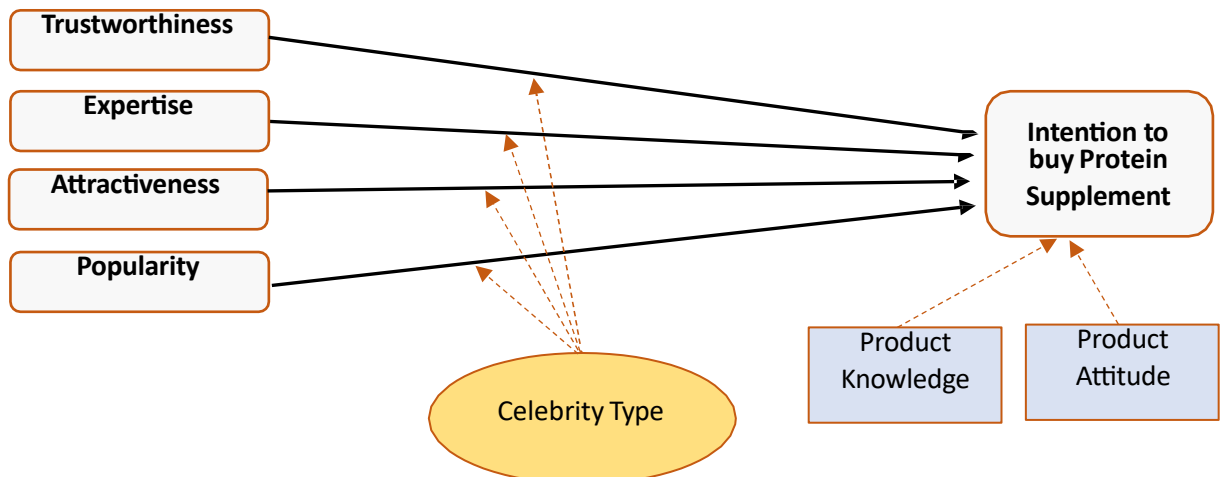 Trustworthiness
Expertise
Attractiveness
Popularity
Intention to
buy Protein
Supplement
Product
Knowledge
Product
Attitude
Celebrity Type